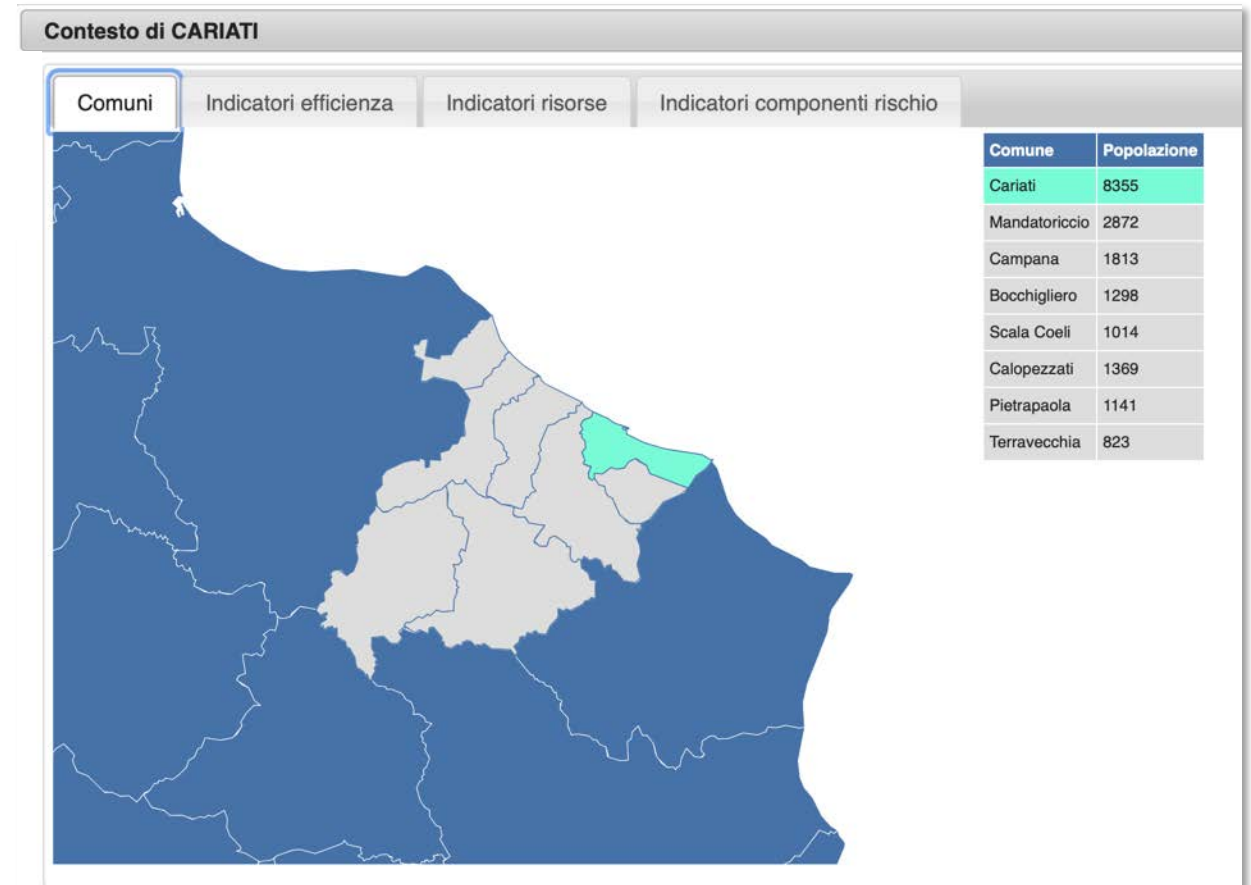 Contesto di CARIATI
Comuni Indicatori efficienza Indicatori risorse Indicatori componenti rischio
Comune Popolazione
Cariati 8355
Mandatoriccio 2872
Campana 1813
Bocchigliero 1298
Scala Coeli 1014
Calopezzati 1369
Pietrapaola 1141
Terravecchia 823